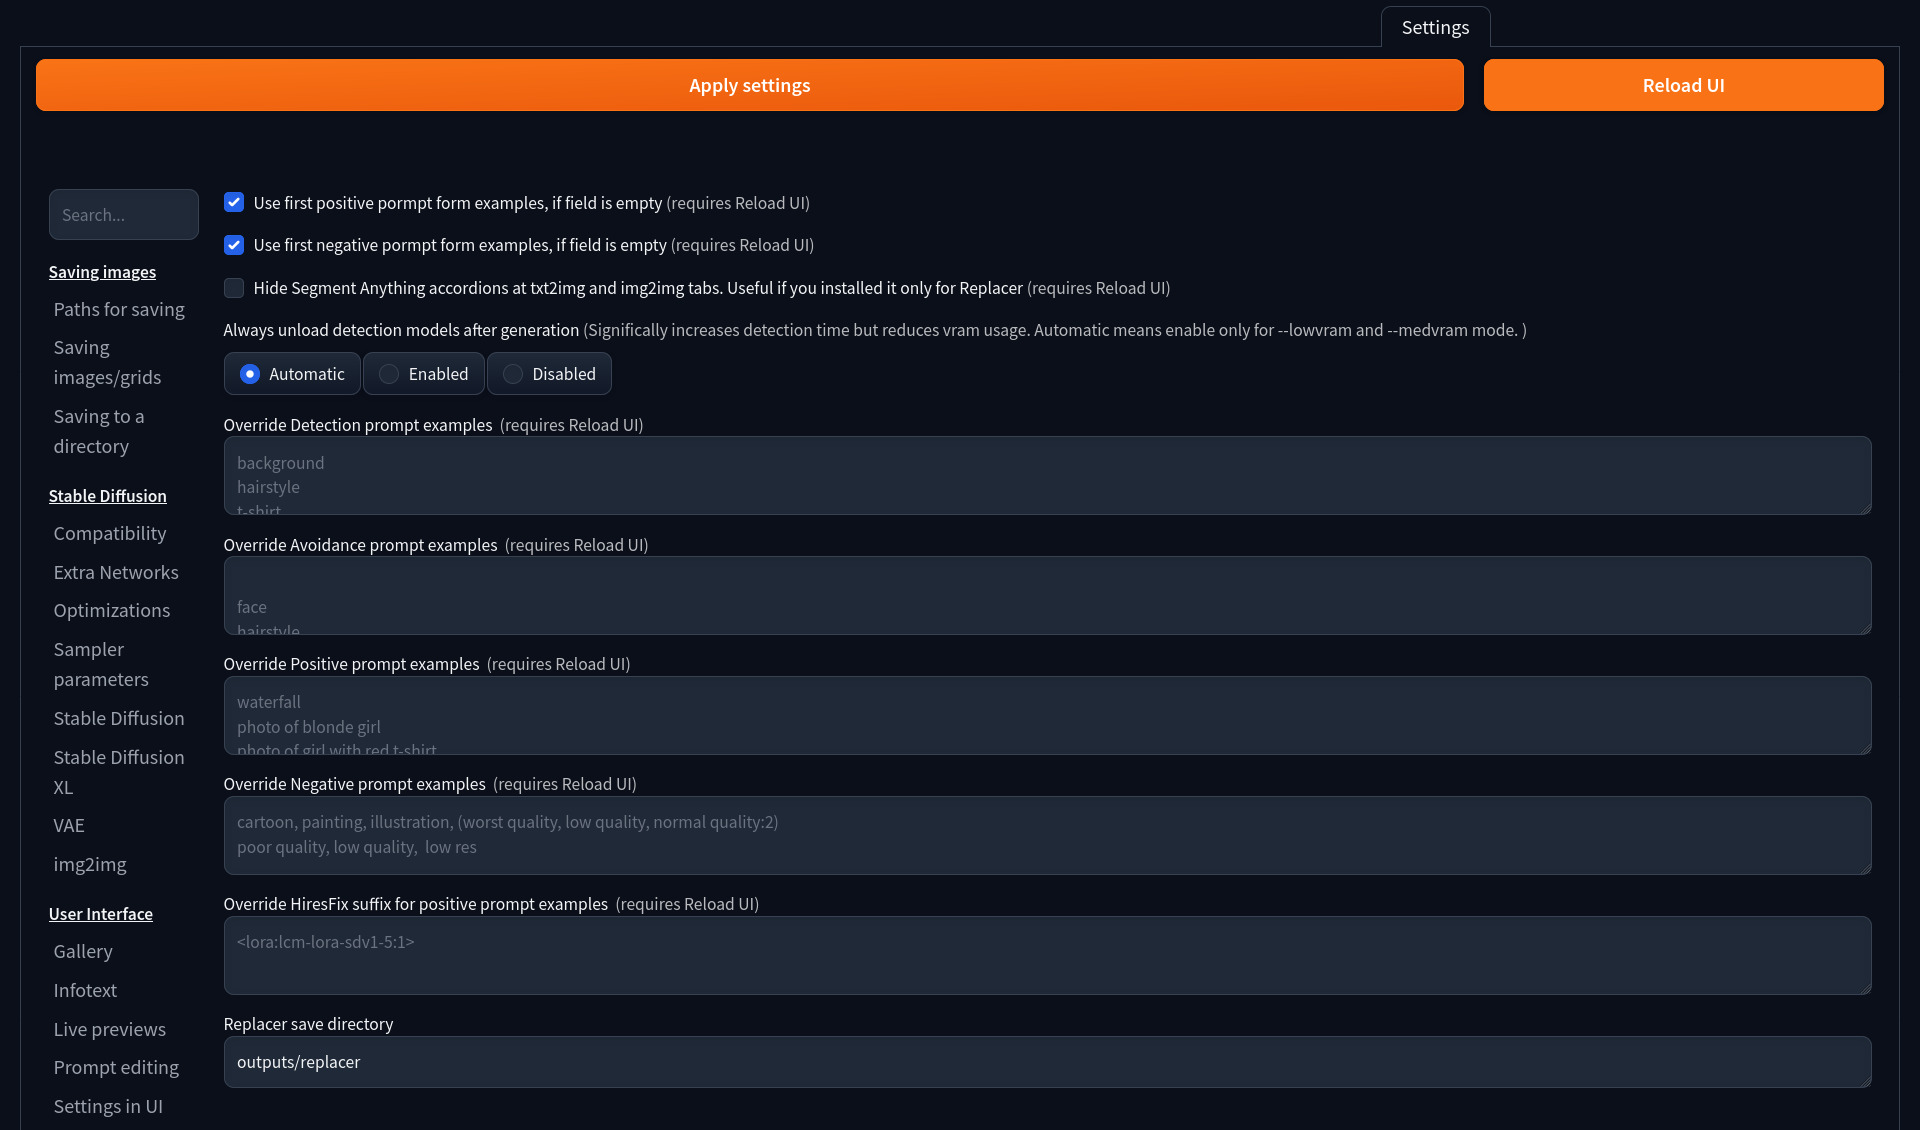 Settings
Apply settings
Reload UI
Search...
Saving images
Paths for saving
Saving
images/grids
Saving to a
directory
Stable Diffusion
Compatibility
Extra Networks
Optimizations
Sampler
parameters
Stable Diffusion
Stable Diffusion
XL
VAE
img2img
User Interface
Gallery
Infotext
Live previews
Prompt editing
Settings in UI
Use first positive pormpt form examples, if field is empty (requires Reload UI)
Use first negative pormpt form examples, if field is empty (requires Reload UI)
Hide Segment Anything accordions at txt2img and img2img tabs. Useful if you installed it only for Replacer (requires Reload UI)
Always unload detection models after generation (Significally increases detection time but reduces vram usage. Automatic means enable only for --lowvram and --medvram mode. )
Automatic
Enabled
Disabled
Override Detection prompt examples (requires Reload UI)
background
hairstyle
t-shirt
Override Avoidance prompt examples (requires Reload UI)
face
hairstyle
Override Positive prompt examples (requires Reload UI)
waterfall
photo of blonde girl
photo of girl with red t-shirt
Override Negative prompt examples (requires Reload UI)
cartoon, painting, illustration, (worst quality, low quality, normal quality:2)
poor quality, low quality,  low res
Override HiresFix suffix for positive prompt examples (requires Reload UI)
<lora:lcm-lora-sdv1-5:1>
Replacer save directory
outputs/replacer